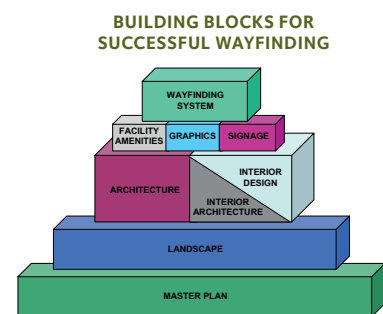 BUILDING BLOCKS FOR
SUCCESSFUL WAYFINDING
WAYFINDING
SYSTEM
FACILITY
AMENITIES
GRAPHICS
SIGNAGE
ARCHITECTURE
INTERIOR
DESIGN
INTERIOR
ARCHITECTURE
LANDSCAPE
MASTER PLAN